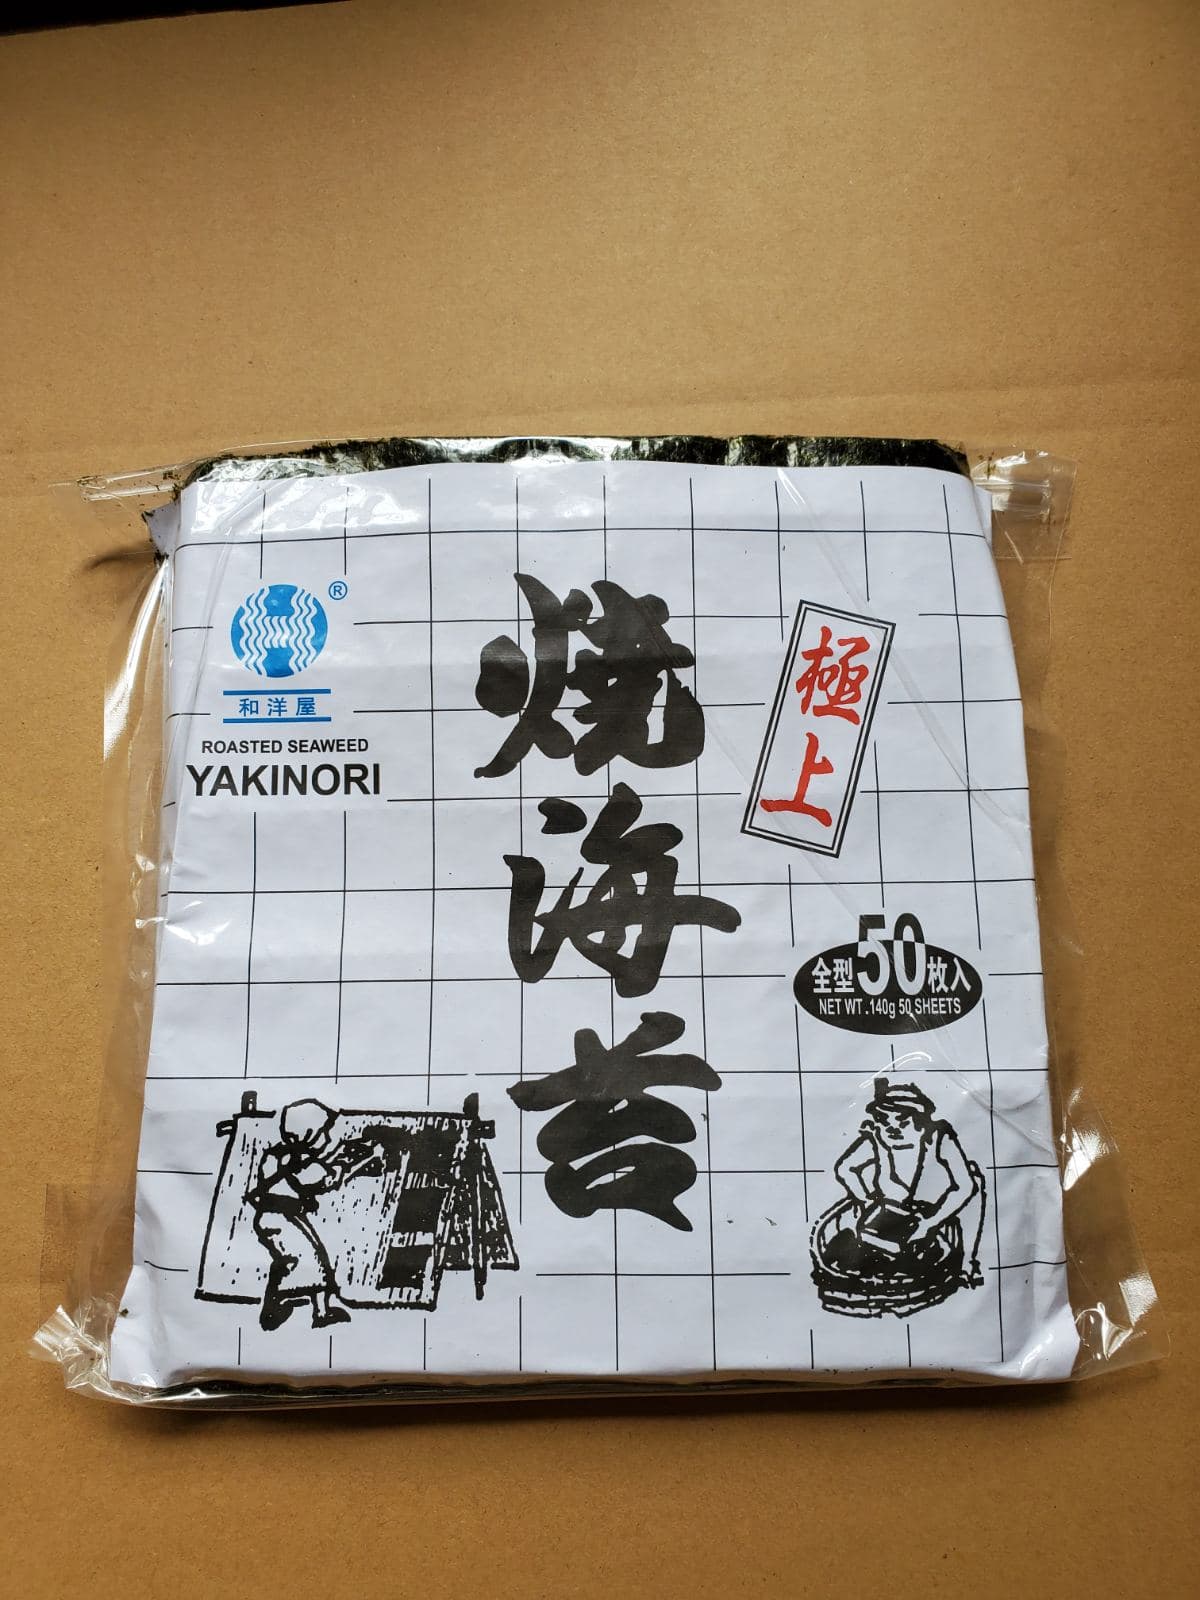 ®
和洋屋
ROASTED SEAWEED
YAKINORI
焼海苔
極上
全型50枚入
NET WT.140g 50 SHEETS